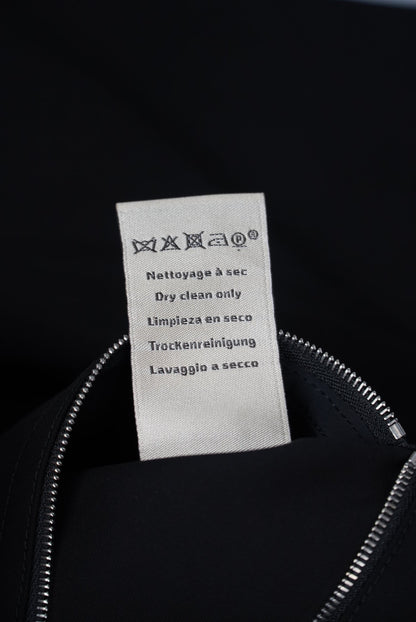 P
Nettoyage à sec
Dry clean only
Limpieza en seco
Trockenreinigung
Lavaggio a secco